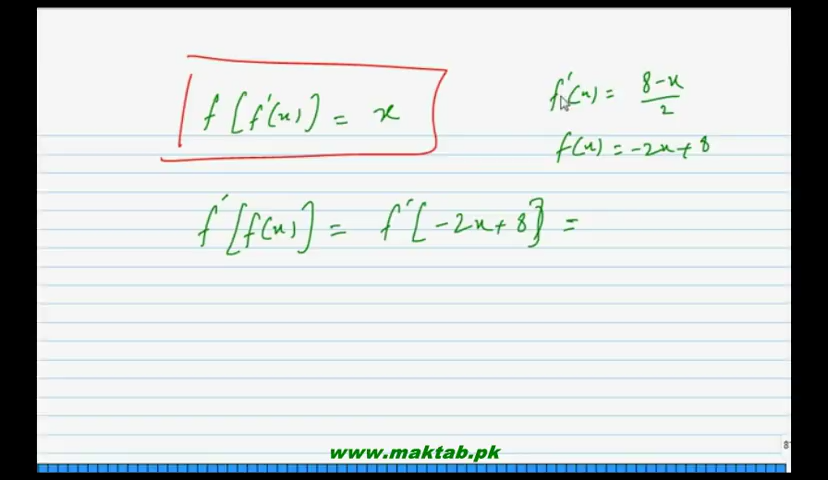 f[f'(x)] = x
f'(x) = 8-x/2
f(x) = -2x+8
f'[f(x)] = f'[-2x+8] =
www.maktab.pk